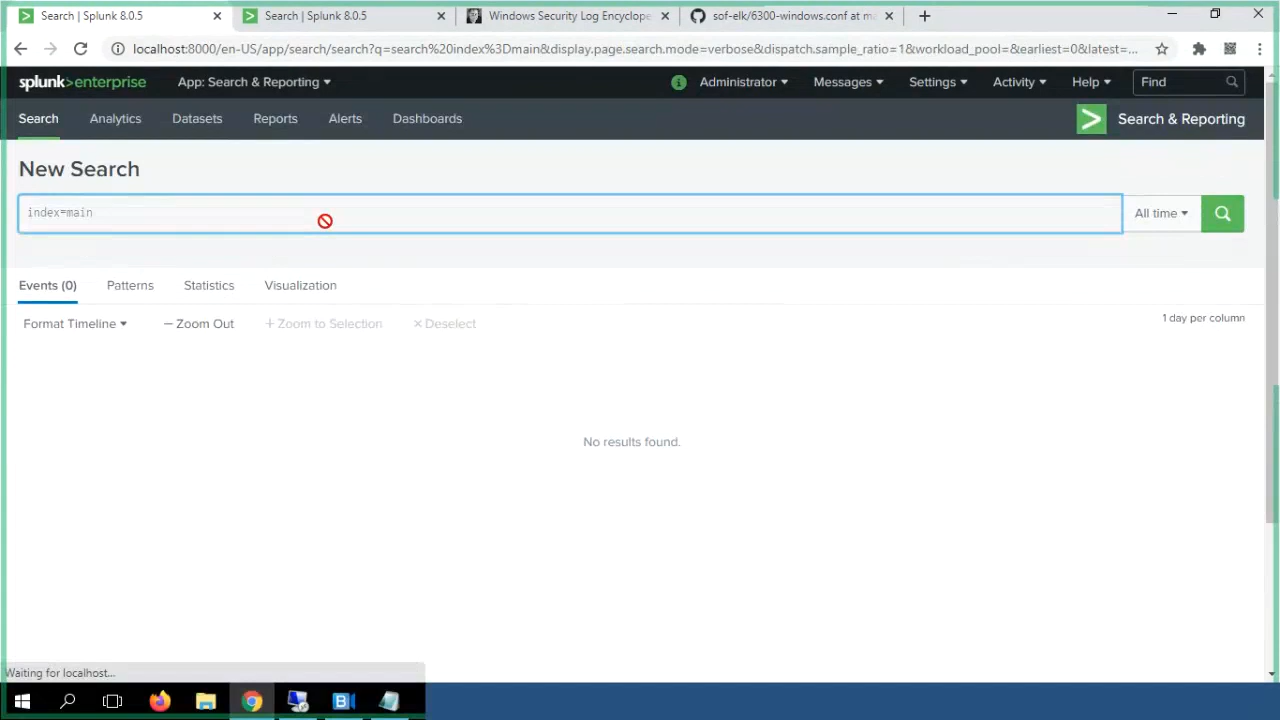 Search | Splunk 8.0.5
Search | Splunk 8.0.5
Windows Security Log Encyclope
sof-elk/6300-windows.conf at ma
localhost:8000/en-US/app/search/search?q=search%20index%3Dmain&display.page.search.mode=verbose&dispatch.sample_ratio=1&workload_pool=&earliest=0&latest=...
splunk>enterprise App: Search & Reporting
Administrator Messages Settings Activity Help Find
Search Analytics Datasets Reports Alerts Dashboards
Search & Reporting
New Search
index=main
All time
Events (0) Patterns Statistics Visualization
Format Timeline — Zoom Out + Zoom to Selection × Deselect
1 day per column
No results found.
Waiting for localhost...